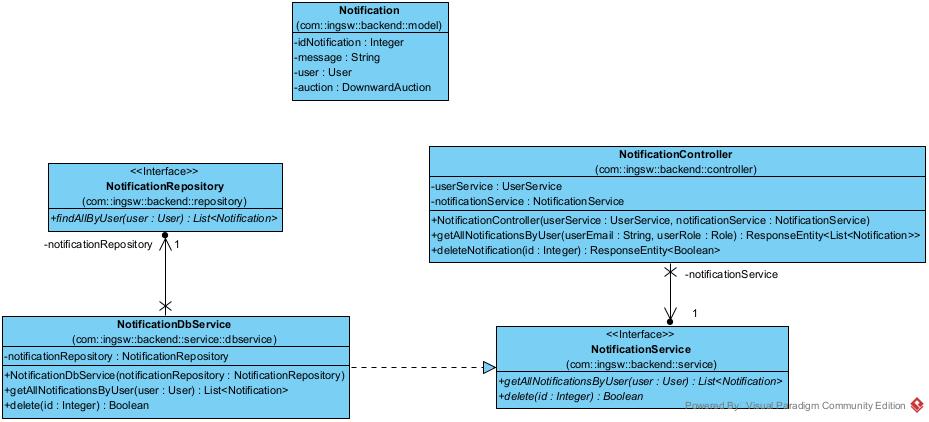 Notification
(com::ingsw::backend::model)
-idNotification : Integer
-message : String
-user : User
-auction : DownwardAuction
<<Interface>>
NotificationRepository
(com::ingsw::backend::repository)
+findAllByUser(user : User) : List<Notification>
-notificationRepository
1
NotificationController
(com::ingsw::backend::controller)
-userService : UserService
-notificationService : NotificationService
+NotificationController(userService : UserService, notificationService : NotificationService)
+getAllNotificationsByUser(userEmail : String, userRole : Role) : ResponseEntity<List<Notification>>
+deleteNotification(id : Integer) : ResponseEntity<Boolean>
-notificationService
1
NotificationDbService
(com::ingsw::backend::service::dbservice)
-notificationRepository : NotificationRepository
+NotificationDbService(notificationRepository : NotificationRepository)
+getAllNotificationsByUser(user : User) : List<Notification>
+delete(id : Integer) : Boolean
<<Interface>>
NotificationService
(com::ingsw::backend::service)
+getAllNotificationsByUser(user : User) : List<Notification>
+delete(id : Integer) : Boolean
Powered By Visual Paradigm Community Edition